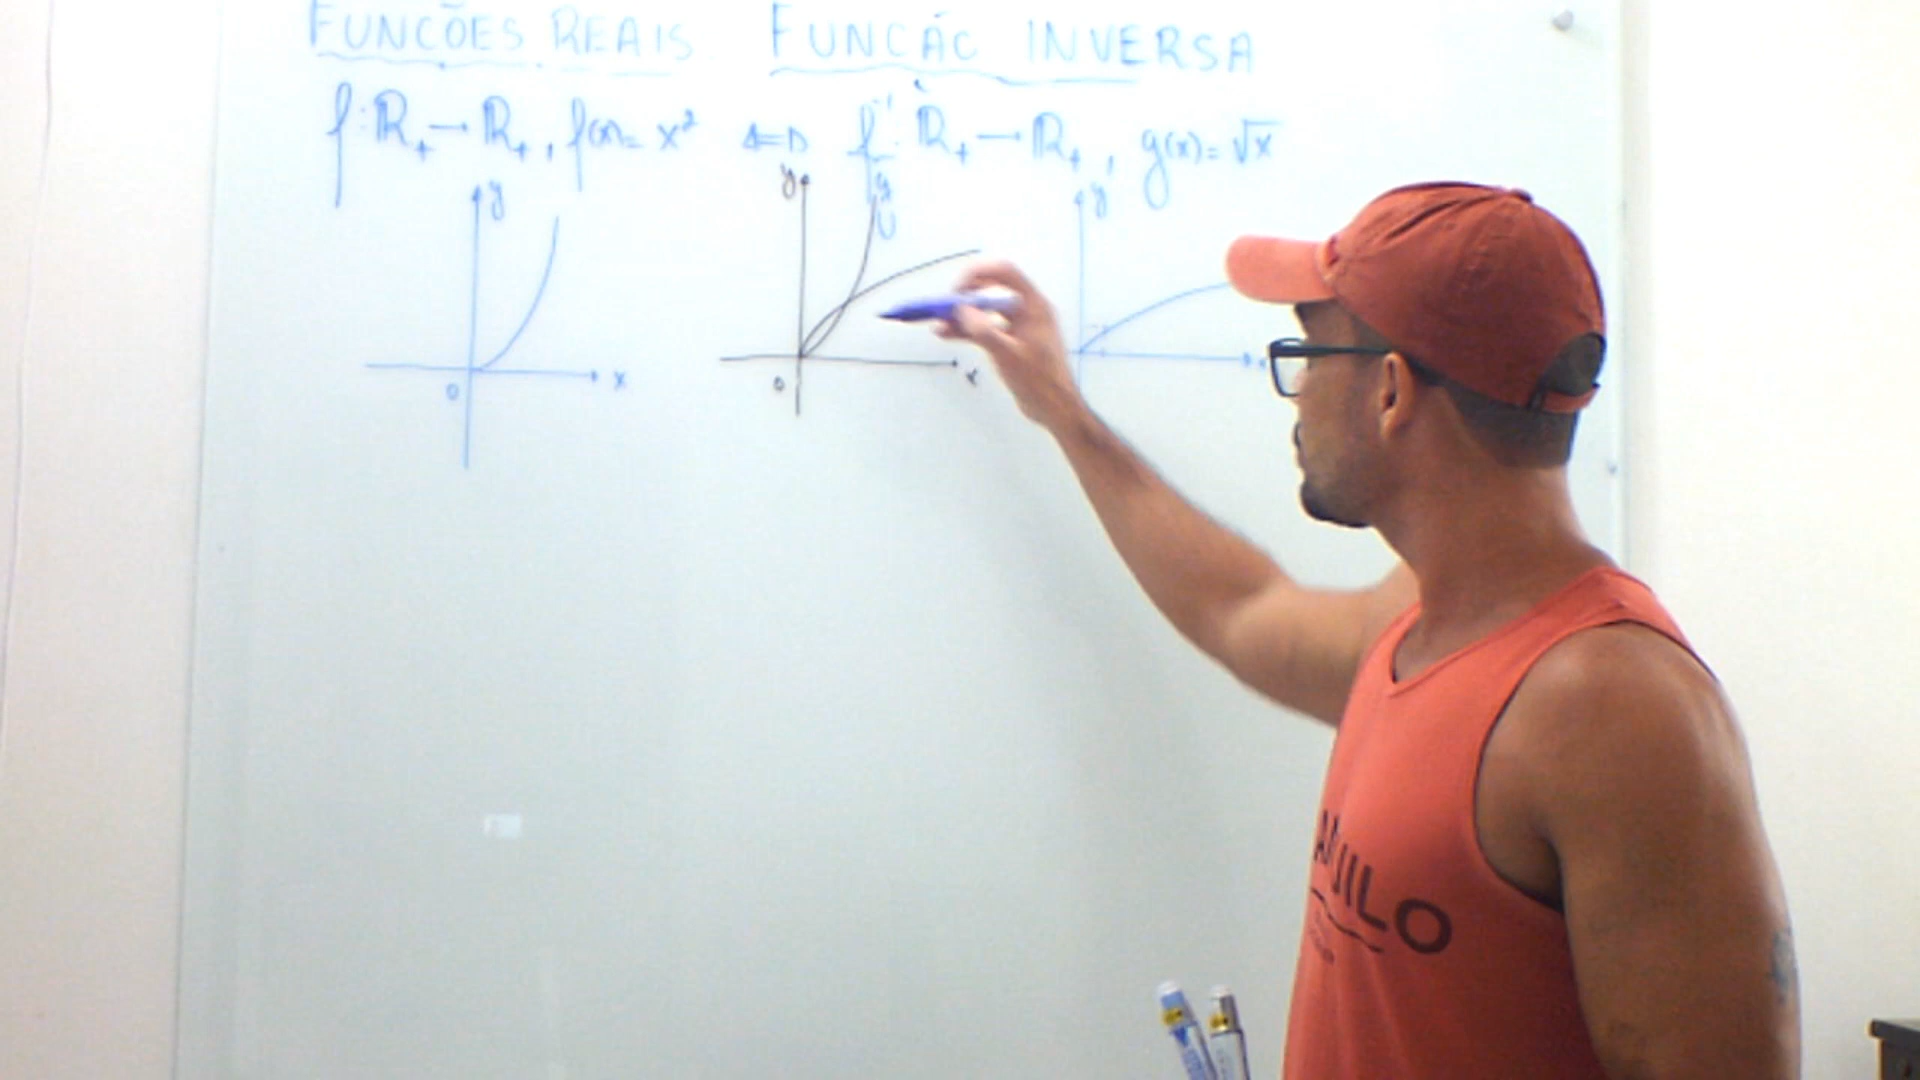 FUNÇÕES REAIS FUNÇÃO INVERSA
f: ℝ₊ → ℝ₊, f(x) = x² ⇔ f⁻¹: ℝ₊ → ℝ₊, g(x) = √x
g
y y y
0 x 0 x